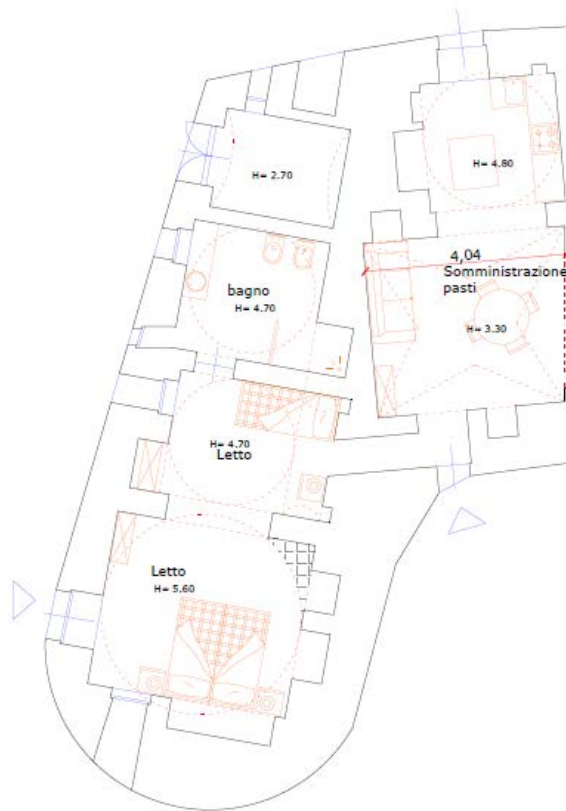 H= 2.70
H= 4.80
4,04
Somministrazione
pasti
bagno
H= 4.70
H= 3.30
H= 4.70
Letto
Letto
H= 5.60